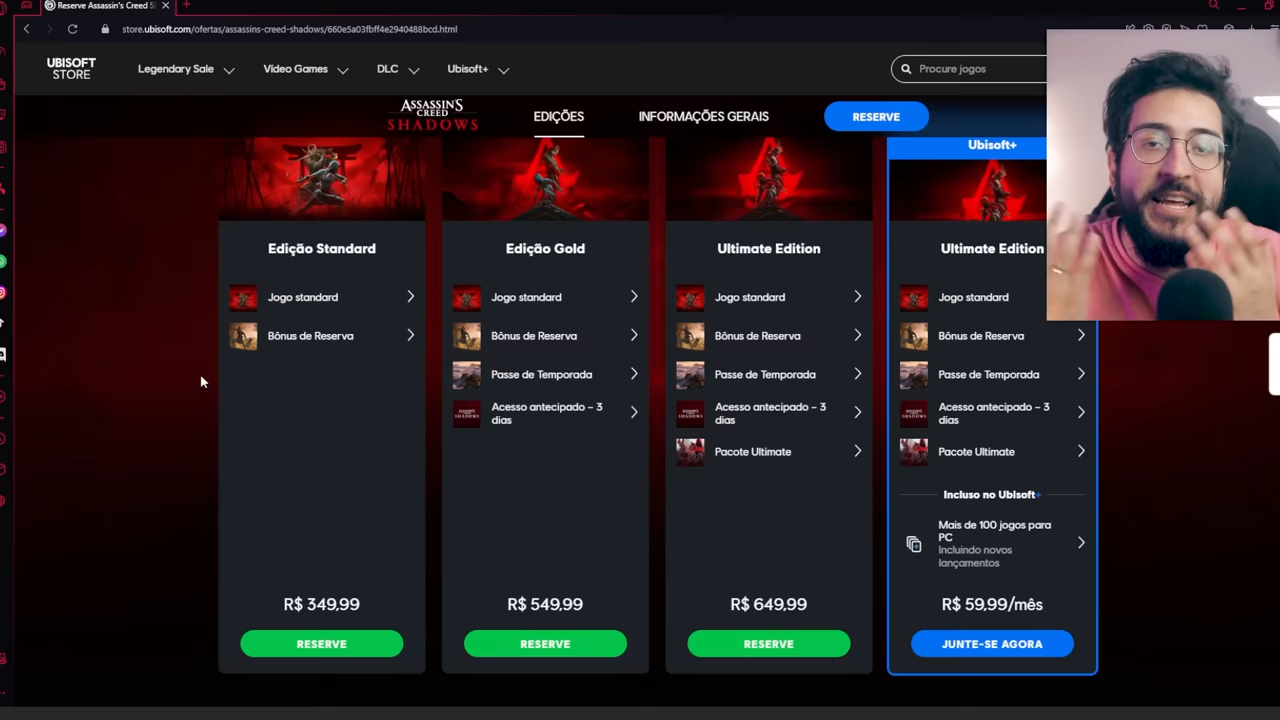 Reserve Assassin's Creed S
store.ubisoft.com/ofertas/assassins-creed-shadows/660e5a03fbff4e2940488bcd.html
UBISOFT
STORE
Legendary Sale
Video Games
DLC
Ubisoft+
Procure jogos
ASSASSIN'S
CREED
SHADOWS
EDIÇÕES
INFORMAÇÕES GERAIS
RESERVE
Ubisoft+
Edição Standard
Jogo standard
Bônus de Reserva
R$ 349,99
RESERVE
Edição Gold
Jogo standard
Bônus de Reserva
Passe de Temporada
Acesso antecipado – 3
dias
R$ 549,99
RESERVE
Ultimate Edition
Jogo standard
Bônus de Reserva
Passe de Temporada
Acesso antecipado – 3
dias
Pacote Ultimate
R$ 649,99
RESERVE
Ultimate Edition
Jogo standard
Bônus de Reserva
Passe de Temporada
Acesso antecipado – 3
dias
Pacote Ultimate
Incluso no Ubisoft+
Mais de 100 jogos para
PC
Incluindo novos
lançamentos
R$ 59,99/mês
JUNTE-SE AGORA